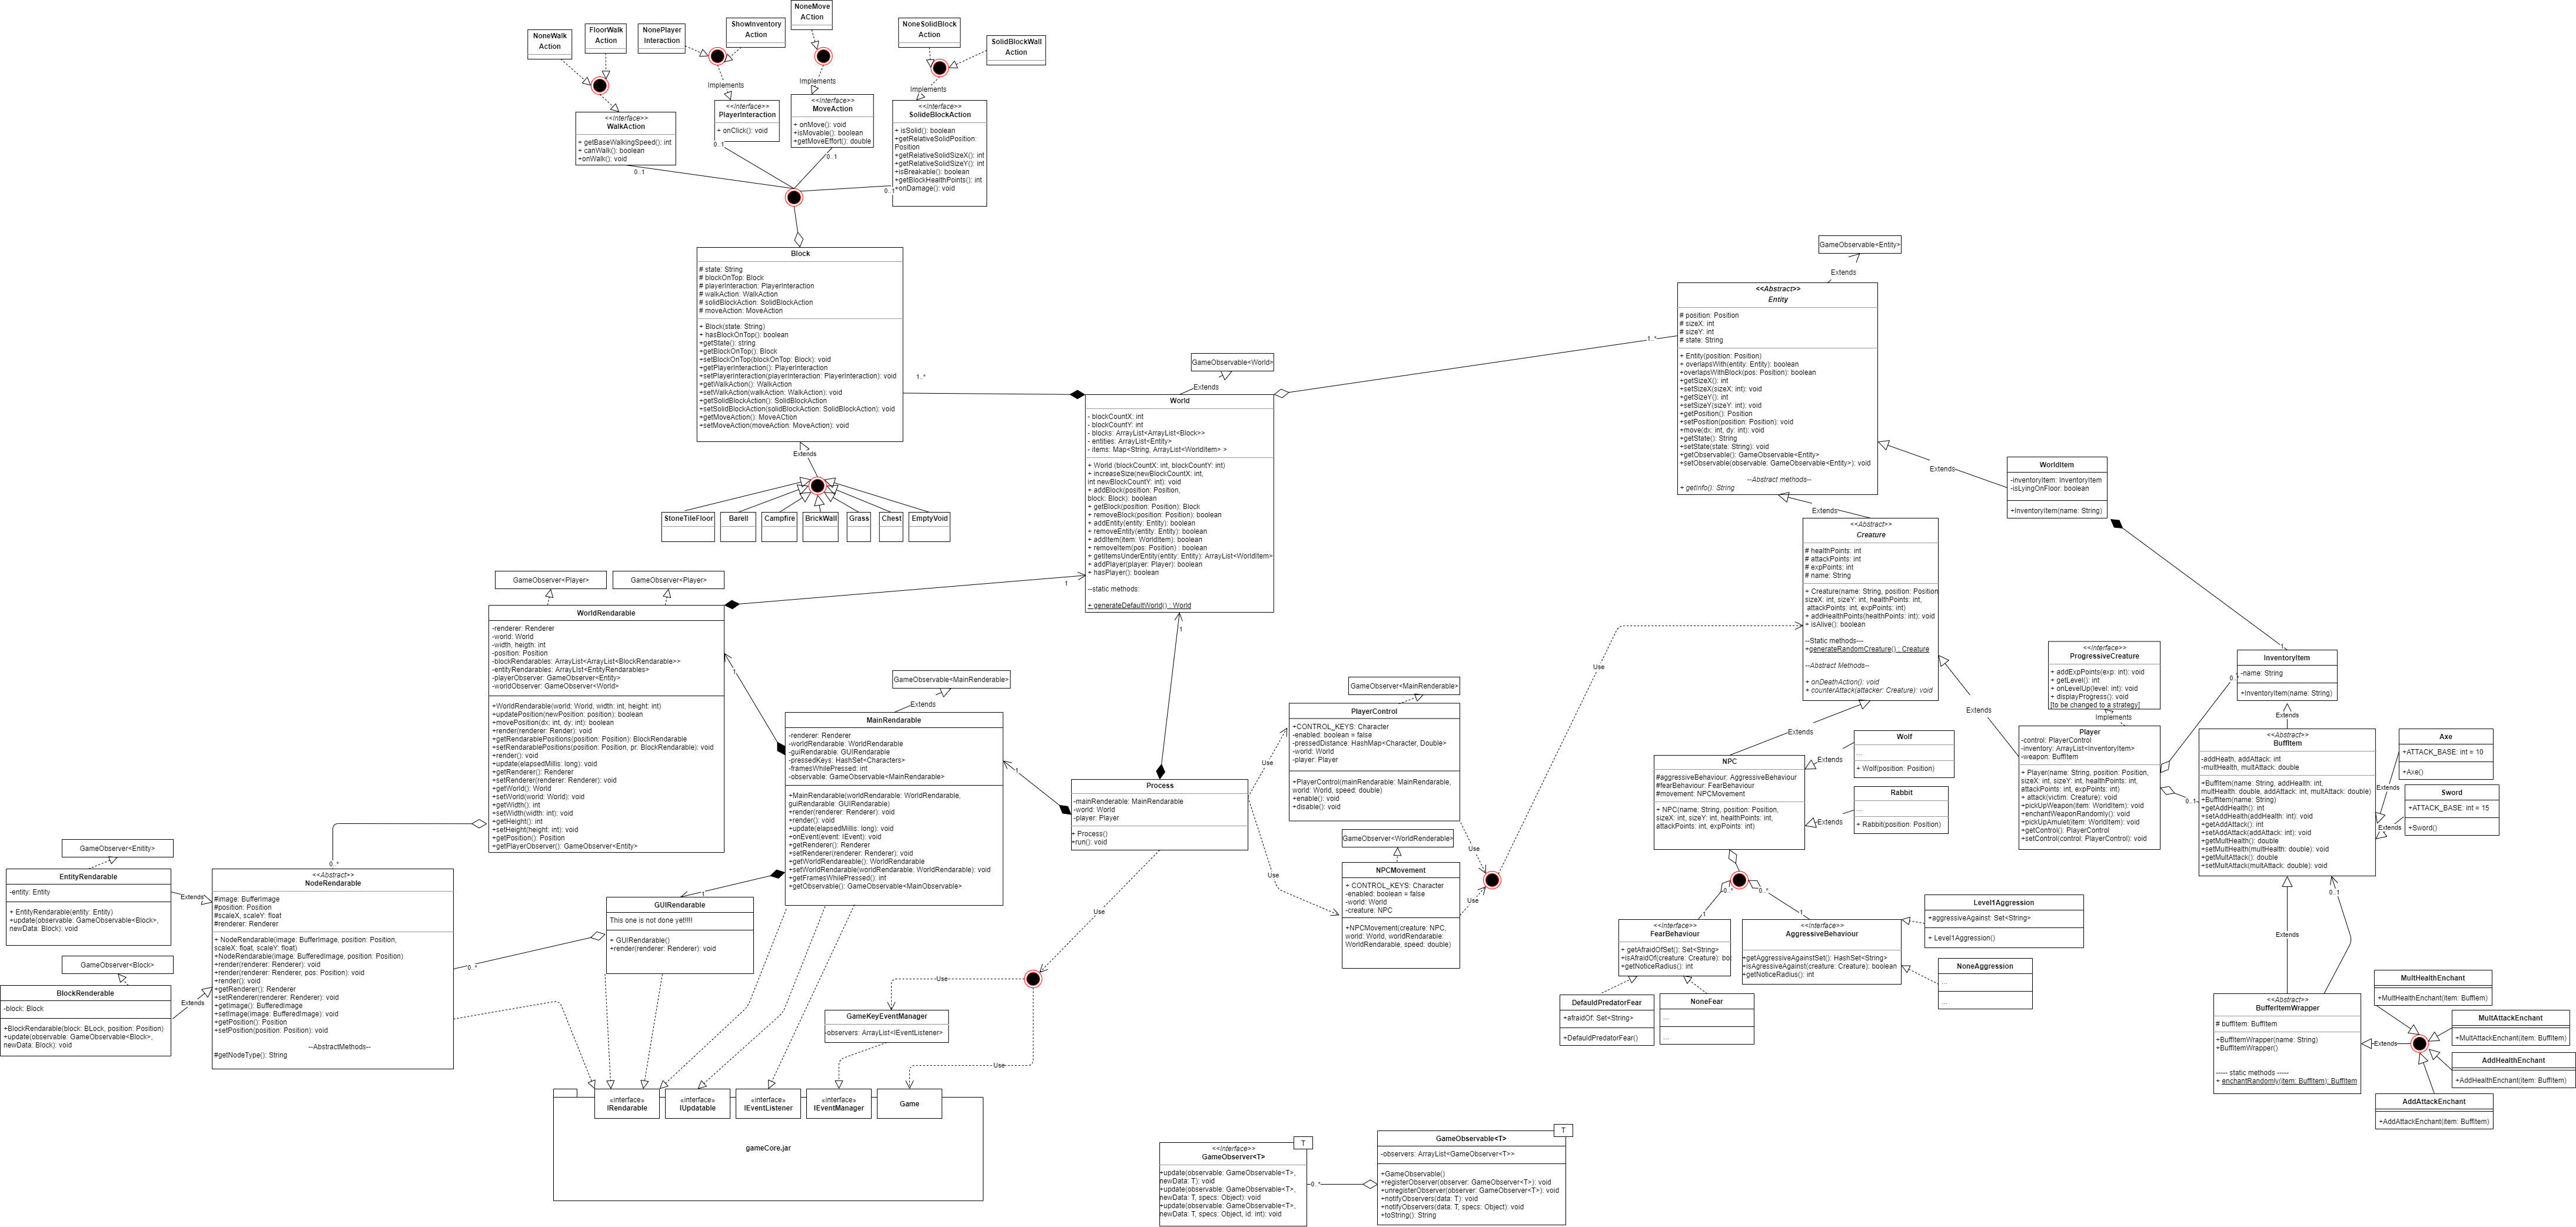 NoneWalk
Action
FloorWalk
Action
NonePlayer
Interaction
ShowInventory
Action
NoneMove
ACtion
NoneSolidBlock
Action
SolidBlockWall
Action
Implements
Implements
Implements
<<Interface>>
WalkAction
+ getBaseWalkingSpeed(): int
+ canWalk(): boolean
+onWalk(): void
<<Interface>>
PlayerInteraction
+ onClick(): void
<<Interface>>
MoveAction
+ onMove(): void
+isMovable(): boolean
+getMoveEffort(): double
<<Interface>>
SolideBlockAction
+ isSolid(): boolean
+getRelativeSolidPosition:
Position
+getRelativeSolidSizeX(): int
+getRelativeSolidSizeY(): int
+isBreakable(): boolean
+getBlockHealthPoints(): int
+onDamage(): void
0..1
0..1
0..1
0..1
Block
# state: String
# blockOnTop: Block
# playerInteraction: PlayerInteraction
# walkAction: WalkAction
# solidBlockAction: SolidBlockAction
# moveAction: MoveAction
+ Block(state: String)
+ hasBlockOnTop(): boolean
+getState(): string
+getBlockOnTop(): Block
+setBlockOnTop(blockOnTop: Block): void
+getPlayerInteraction(): PlayerInteraction
+setPlayerInteraction(playerInteraction: PlayerInteraction): void
+getWalkAction(): WalkAction
+setWalkAction(walkAction: WalkAction): void
+getSolidBlockAction(): SolidBlockAction
+setSolidBlockAction(solidBlockAction: SolidBlockAction): void
+getMoveAction(): MoveACtion
+setMoveAction(moveAction: MoveAction): void
1..*
Extends
StoneTileFloor
Barell
Campfire
BrickWall
Grass
Chest
EmptyVoid
GameObservable<World>
Extends
World
- blockCountX: int
- blockCountY: int
- blocks: ArrayList<ArrayList<Block>>
- entities: ArrayList<Entity>
- items: Map<String, ArrayList<WorldItem> >
+ World (blockCountX: int, blockCountY: int)
+ increaseSize(newBlockCountX: int,
int newBlockCountY: int): void
+ addBlock(position: Position,
block: Block): boolean
+ getBlock(position: Position): Block
+ removeBlock(position: Position): boolean
+ addEntity(entity: Entity): boolean
+ removeEntity(entity: Entity): boolean
+ addItem(item: WorldItem): boolean
+ removeItem(pos: Position) : boolean
+ getItemsUnderEntity(entity: Entity): ArrayList<WorldItem>
+ addPlayer(player: Player): boolean
+ hasPlayer(): boolean
--static methods:
+ generateDefaultWorld() : World
GameObservable<Entity>
Extends
1..*
<<Abstract>>
Entity
# position: Position
# sizeX: int
# sizeY: int
# state: String
+ Entity(position: Position)
+ overlapsWith(entity: Entity): boolean
+overlapsWithBlock(pos: Position): boolean
+getSizeX(): int
+setSizeX(sizeX: int): void
+getSizeY(): int
+setSizeY(sizeY: int): void
+getPosition(): Position
+setPosition(position: Position): void
+move(dx: int, dy: int): void
+getState(): String
+setState(state: String): void
+getObservable(): GameObservable<Entity>
+setObservable(observable: GameObservable<Entity>): void
--Abstract methods--
+ getInfo(): String
Extends
Extends
WorldItem
-inventoryItem: InventoryItem
-isLyingOnFloor: boolean
+InventoryItem(name: String)
<<Abstract>>
Creature
# healthPoints: int
# attackPoints: int
# expPoints: int
# name: String
+ Creature(name: String, position: Position
sizeX: int, sizeY: int, healthPoints: int,
attackPoints: int, expPoints: int)
+ addHealthPoints(healthPoint: int): void
+ isAlive(): boolean
--Static methods---
+generateRandomCreature() : Creature
--Abstract Methods--
+ onDeathAction(): void
+ counterAttack(attacker: Creature): void
Extends
Extends
GameObserver<Player>
GameObserver<Player>
WorldRendarable
-renderer: Renderer
-world: World
-width, heigth: int
-position: Position
-blockRendarables: ArrayList<ArrayList<BlockRendarable>>
-entityRendarables: ArrayLIst<EntityRendarables>
-playerObserver: GameObserver<Entity>
-worldObserver: GameObserver<World>
+WorldRendarable(world: World, width: int, height: int)
+updatePosition(newPosition: position): boolean
+movePosition(dx: int, dy: int): boolean
+render(renderer: Render): void
+getRendarablePositions(position: Position): BlockRendarable
+setRendarablePositions(position: Position, pr: BlockRendarable): void
+render(): void
+update(elapsedMillis: long): void
+getRenderer(): Renderer
+setRenderer(renderer: Renderer): void
+getWorld(): World
+setWorld(world: World): void
+getWidth(): int
+setWidth(width: int): void
+getHeight(): int
+setHeight(height: int): void
+getPosition(): Position
+getPlayerObserver(): GameObserver<Entity>
1
1
1
1
1
0..*
0..*
GameObservable<MainRendarable>
Extends
MainRendarable
-renderer: Renderer
-worldRendarable: WorldRendarable
-guiRendarable: GUIRendarable
-pressedKeys: HashSet<Characters>
-framesWhilePressed: int
-observable: GameObservable<MainRendarable>
+MainRendarable(worldRendarable: WorldRendarable,
guiRendarable: GUIRendarable)
+render(renderer: Renderer): void
+render(): void
+update(elapsedMillis: long): void
+onEvent(event: IEvent): void
+getRenderer(): Renderer
+setRenderer(renderer: Renderer): void
+getWorldRendareable(): WorldRendarable
+setWorldRendarable(worldRendarable: WorldRendarable): void
+getFramesWhilePressed(): int
+getObservable(): GameObservable<MainObservable>
Process
-mainRenderable: MainRendarable
-world: World
-player: Player
+ Process()
+run(): void
GameObserver<MainRenderable>
PlayerControl
+CONTROL_KEYS: Character
-enabled: boolean = false
-pressedDistance: HashMap<Character, Double>
-world: World
-player: Player
+PlayerControl(mainRendarable: MainRendarable,
world: World, speed: double)
+enable(): void
+disable(): void
GameObserver<WorldRenderable>
NPCMovement
+ CONTROL_KEYS: Character
-enabled: boolean = false
-world: World
-creature: NPC
+NPCMovement(creature: NPC,
world: World, worldRendarable:
WorldRendarable, speed: double)
Use
Use
Use
Use
Use
Use
Use
Use
NPC
#aggressiveBehaviour: AggressiveBehaviour
#fearBehaviour: FearBehaviour
#movement: NPCMovement
+ NPC(name: String, position: Position,
sizeX: int, sizeY: int, healthPoints: int,
attackPoints: int, expPoints: int)
Extends
Extends
Wolf
...
+ Wolf(position: Position)
Rabbit
...
+ Rabbit(position: Position)
0..*
0..*
1
1
<<Interface>>
FearBehaviour
+ getAfraidOfSet(): Set<String>
+isAfraid(creature: Creature): boo
+getNoticeRadius(): int
<<Interface>>
AggressiveBehaviour
+getAggressiveAgainstSet(): HashSet<String>
+isAgressiveAgainst(creature: Creature): boolean
+getNoticeRadius(): int
Level1Aggression
+aggressiveAgainst: Set<String>
+ Level1Aggression()
NoneAggression
...
...
DefauldPredatorFear
+afraidOf: Set<String>
+DefauldPredatorFear()
NoneFear
...
...
<<Interface>>
ProgressiveCreature
+ addExpPoints(exp: int): void
+ getLevel(): int
+ onLevelUp(level: int): void
+ displayProgress(): void
[to be changed to a strategy]
Implements
Player
-control: PlayerControl
-inventory: ArrayList<InventoryItem>
-weapon: BuffItem
+ Player(name: String, position: Position,
sizeX: int, sizeY: int, healthPoints: int,
attackPoints: int, expPoints: int)
+ attack(victim: Creature): void
+pickUpWeapon(item: WorldItem): void
+enchantWeaponRandomly(): void
+pickUpAmulet(item: WorldItem): void
+getControl(): PlayerControl
+setControl(control: PlayerControl): void
1
0..
0..1
InventoryItem
-name: String
+InventoryItem(name: String)
Extends
<<Abstract>>
BuffItem
-addHeath, addAttack: int
-multHealth, multAttack: double
+BuffItem(name: String, addHealth: int,
multHealth: double, addAttack: int, multAttack: double)
+BuffItem(name: String)
+getAddHealth(): int
+setAddHealth(addHealth: int): void
+getAddAttack(): int
+setAddAttack(addAttack: int): void
+getMultHealth(): double
+setMultHealth(multHealth: double): void
+getMultAttack(): double
+setMultAttack(multAttack: double): void
Extends
Extends
Axe
+ATTACK_BASE: int = 10
+Axe()
Sword
+ATTACK_BASE: int = 15
+Sword()
0..1
Extends
<<Abstract>>
BufferItemWrapper
# buffItem: BuffItem
+BuffItemWrapper(name: String)
+BuffItemWrapper()
----- static methods -----
+ enchantRandomly(item: BuffItem): BuffItem
Extends
MultHealthEnchant
+MultHealthEnchant(item: BuffIem)
MultAttackEnchant
+MultAttackEnchant(item: BuffItem)
AddHealthEnchant
+AddHealthEnchant(item: BuffItem)
AddAttackEnchant
+AddAttackEnchant(item: BuffItem)
GameObserver<Enitity>
EntityRendarable
-entity: Entity
+ EntityRendarable(entity: Entity)
+update(observable: GameObservable<Block>,
newData: Block): void
Extends
GameObserver<Block>
BlockRenderable
-block: Block
+BlockRendarable(block: BLock, position: Position)
+update(observable: GameObservable<Block>,
newData: Block): void
Extends
<<Abstract>>
NodeRendarable
#image: BufferImage
#position: Position
#scaleX, scaleY: float
#renderer: Renderer
+ NodeRendarable(image: BufferImage, position: Position,
scaleX: float, scaleY: float)
+NodeRendarable(image: BufferedImage, position: Position)
+render(renderer: Renderer): void
+render(renderer: Renderer, pos: Position): void
+render(): void
+getRenderer(): Renderer
+setRenderer(renderer: Renderer): void
+getImage(): BufferedImage
+setImage(image: BufferedImage): void
+getPosition(): Position
+setPosition(position: Position): void
--AbstractMethods--
#getNodeType(): String
GUIRendarable
This one is not done yet!!!!
+ GUIRendarable()
+render(renderer: Renderer): void
GameKeyEventManager
-observers: ArrayList<IEventListener>
«interface»
IRendarable
«interface»
IUpdatable
«interface»
IEventListener
«interface»
IEventManager
Game
gameCore.jar
T
<<Interface>>
GameObserver<T>
+update(observable: GameObservable<T>,
newData: T): void
+update(observable: GameObservable<T>,
newData: T, specs: Object): void
+update(observable: GameObservable<T>,
newData: T, specs: Object, id: int): void
0..*
T
GameObservable<T>
-observers: ArrayList<GameObserver<T>>
+GameObservable()
+registerObserver(observer: GameObserver<T>): void
+unregisterObserver(observer: GameObserver<T>): void
+notifyObservers(data: T): void
+notifyObservers(data: T, specs: Object): void
+toString(): String